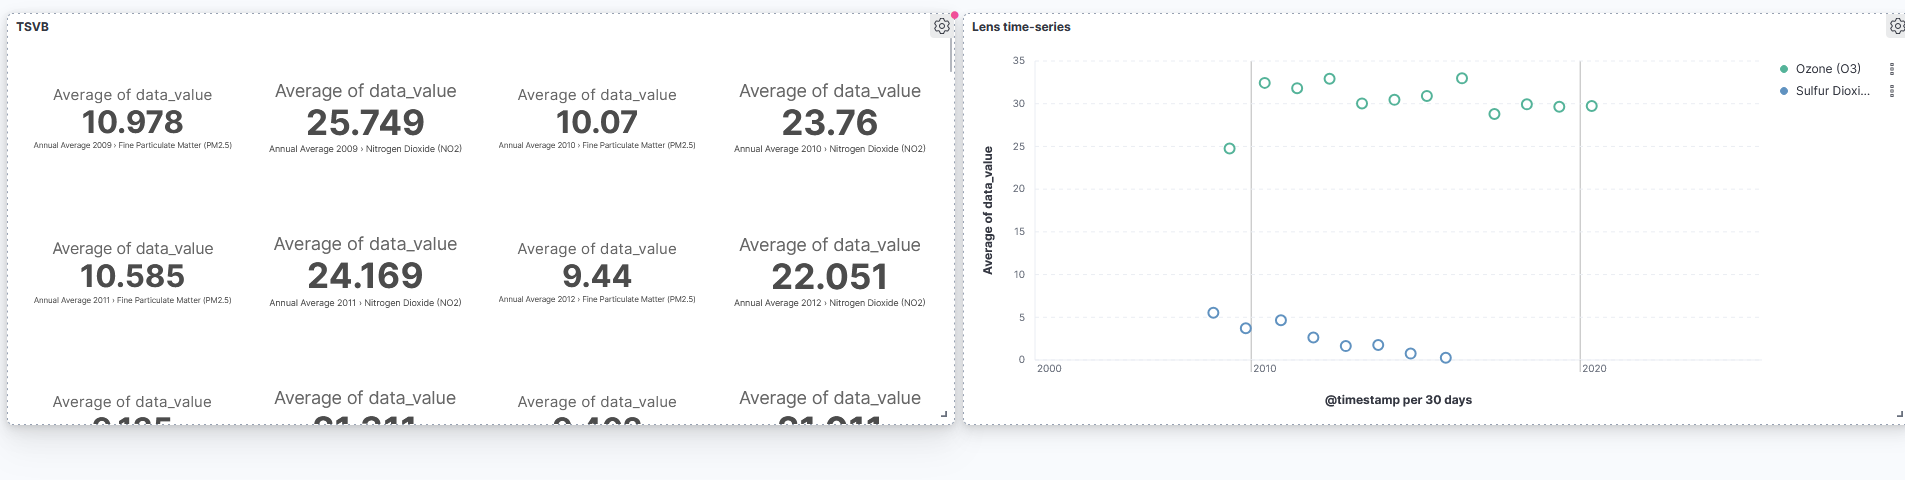 TSVB
Average of data_value
10.978
Annual Average 2009 › Fine Particulate Matter (PM2.5)
Average of data_value
25.749
Annual Average 2009 › Nitrogen Dioxide (NO2)
Average of data_value
10.07
Annual Average 2010 › Fine Particulate Matter (PM2.5)
Average of data_value
23.76
Annual Average 2010 › Nitrogen Dioxide (NO2)
Average of data_value
10.585
Annual Average 2011 › Fine Particulate Matter (PM2.5)
Average of data_value
24.169
Annual Average 2011 › Nitrogen Dioxide (NO2)
Average of data_value
9.44
Annual Average 2012 › Fine Particulate Matter (PM2.5)
Average of data_value
22.051
Annual Average 2012 › Nitrogen Dioxide (NO2)
Average of data_value
Average of data_value
Average of data_value
Average of data_value
Lens time-series
35
30
25
20
15
10
5
0
Average of data_value
2000
2010
2020
@timestamp per 30 days
Ozone (O3)
Sulfur Dioxi...